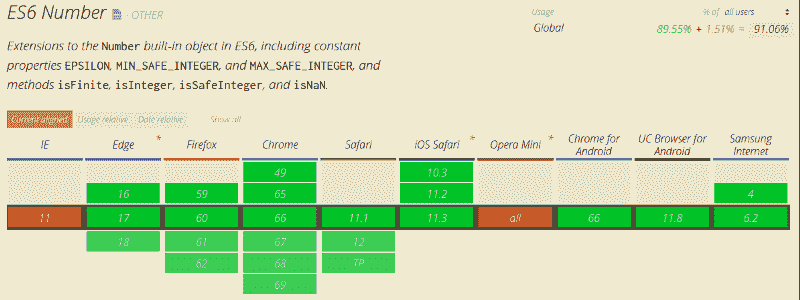 ES6 Number - OTHER
Usage % of all users
Global 89.55% + 1.51% = 91.06%
Extensions to the Number built-in object in ES6, including constant
properties EPSILON, MIN_SAFE_INTEGER, and MAX_SAFE_INTEGER, and
methods isFinite, isInteger, isSafeInteger, and isNaN.
Current aligned Usage relative Date relative Show all
IE Edge * Firefox Chrome Safari iOS Safari * Opera Mini * Chrome for Android UC Browser for Android Samsung Internet
49 10.3
16 59 65 11.2 4
11 17 60 66 11.1 11.3 all 66 11.8 6.2
18 61 67 12
62 68 TP
69